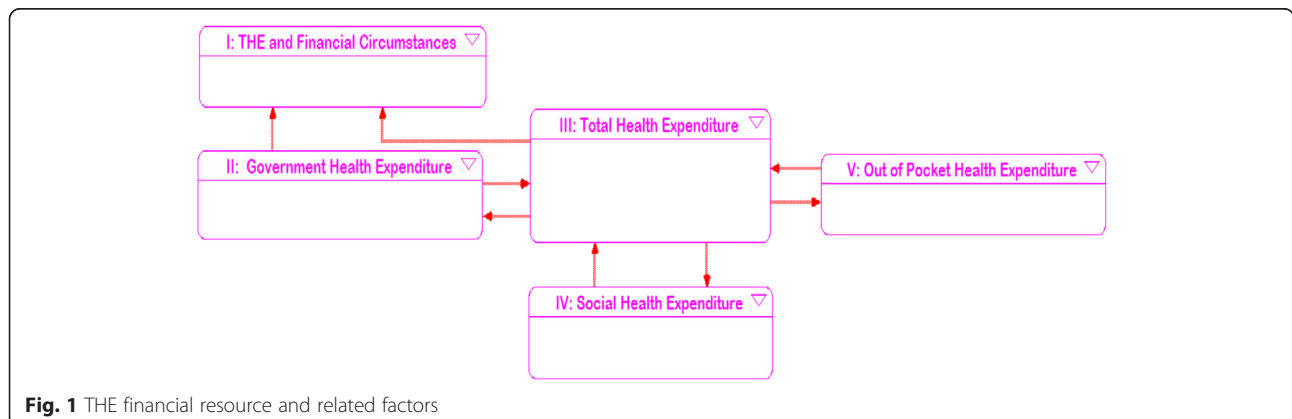 I: THE and Financial Circumstances
III: Total Health Expenditure
II: Government Health Expenditure
V: Out of Pocket Health Expenditure
IV: Social Health Expenditure
Fig. 1 THE financial resource and related factors